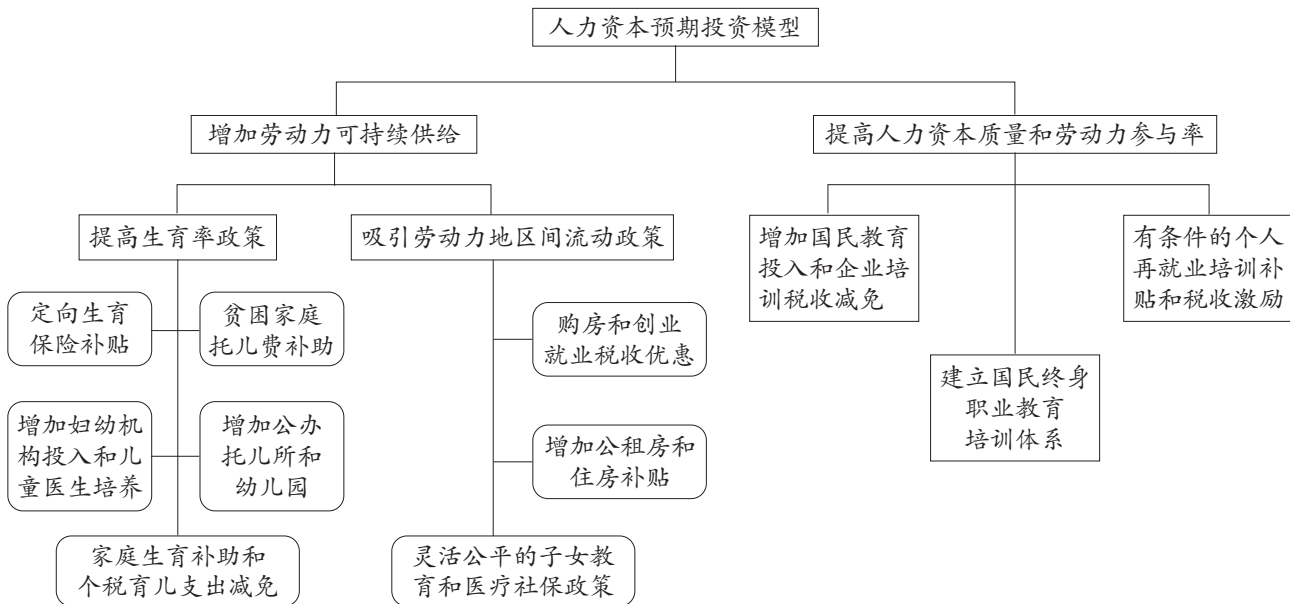 人力资本预期投资模型
增加劳动力可持续供给
提高人力资本质量和劳动力参与率
提高生育率政策
吸引劳动力地区间流动政策
增加国民教育
投入和企业培
训税收减免
有条件的个人
再就业培训补
贴和税收激励
定向生育
保险补贴
贫困家庭
托儿费补助
购房和创业
就业税收优惠
建立国民终身
职业教育
培训体系
增加妇幼机
构投入和儿
童医生培养
增加公办
托儿所和
幼儿园
增加公租房和
住房补贴
家庭生育补助和
个税育儿支出减免
灵活公平的子女教
育和医疗社保政策